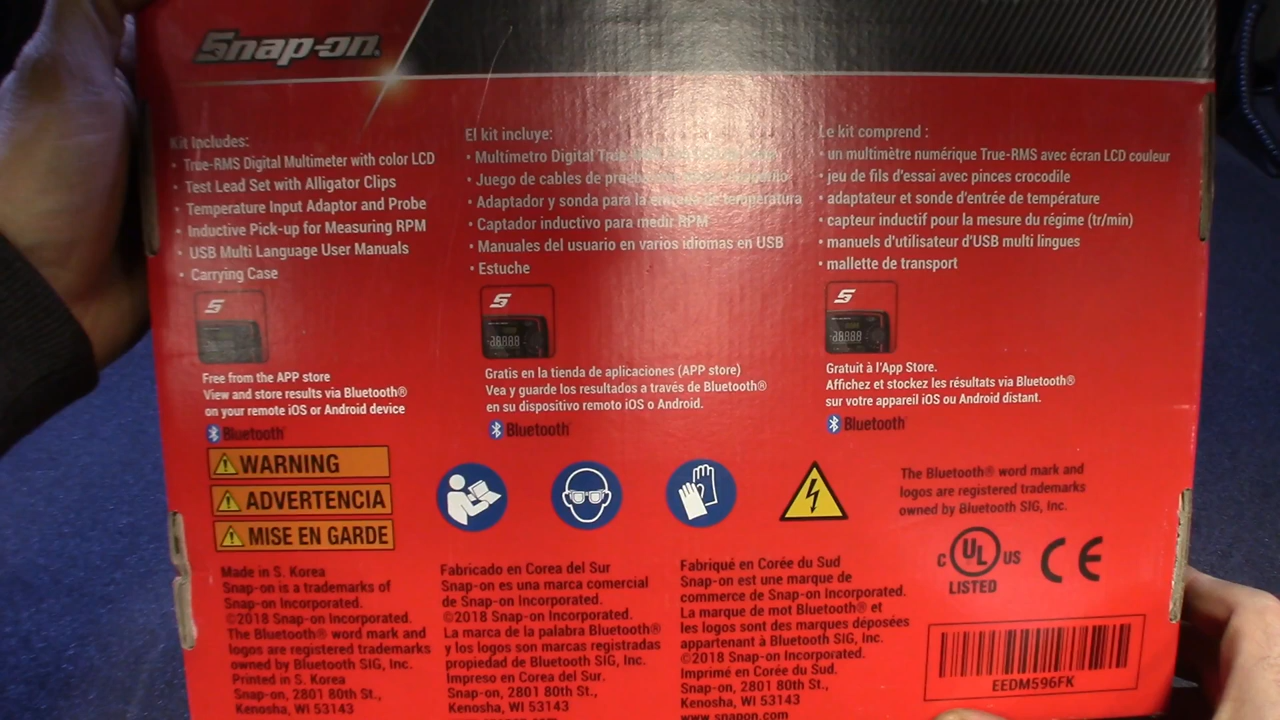 Snap-on
Kit Includes:
• True-RMS Digital Multimeter with color LCD
• Test Lead Set with Alligator Clips
• Temperature Input Adaptor and Probe
• Inductive Pick-up for Measuring RPM
• USB Multi Language User Manuals
• Carrying Case
Free from the APP store
View and store results via Bluetooth®
on your remote iOS or Android device
Bluetooth
El kit incluye:
• Multímetro Digital
• Juego de cables de
• Adaptador y sonda para la entrada de temperatura
• Captador inductivo para medir RPM
• Manuales del usuario en varios idiomas en USB
• Estuche
Gratis en la tienda de aplicaciones (APP store)
Vea y guarde los resultados a través de Bluetooth®
en su dispositivo remoto iOS o Android.
Bluetooth
Le kit comprend :
• un multimètre numérique True-RMS avec écran LCD couleur
• jeu de fils d'essai avec pinces crocodile
• adaptateur et sonde d'entrée de température
• capteur inductif pour la mesure du régime (tr/min)
• manuels d'utilisateur d'USB multi lingues
• mallette de transport
Gratuit à l'App Store.
Affichez et stockez les résultats via Bluetooth®
sur votre appareil iOS ou Android distant.
Bluetooth
WARNING
ADVERTENCIA
MISE EN GARDE
The Bluetooth® word mark and
logos are registered trademarks
owned by Bluetooth SIG, Inc.
C UL US
LISTED
CE
Made in S. Korea
Snap-on is a trademarks of
Snap-on Incorporated.
©2018 Snap-on Incorporated.
The Bluetooth® word mark and
logos are registered trademarks
owned by Bluetooth SIG, Inc.
Printed in S. Korea
Snap-on, 2801 80th St.,
Kenosha, WI 53143
Fabricado en Corea del Sur
Snap-on es una marca comercial
de Snap-on Incorporated.
©2018 Snap-on Incorporated.
La marca de la palabra Bluetooth®
y los logos son marcas registradas
propiedad de Bluetooth SIG, Inc.
Impreso en Corea del Sur.
Snap-on, 2801 80th St.,
Kenosha, WI 53143
Fabriqué en Corée du Sud
Snap-on est une marque de
commerce de Snap-on Incorporated.
La marque de mot Bluetooth® et
les logos sont des marques déposées
appartenant à Bluetooth SIG, Inc.
©2018 Snap-on Incorporated.
Imprimé en Corée du Sud.
Snap-on, 2801 80th St.,
Kenosha, WI 53143
www.snapon.com
EEDM596FK